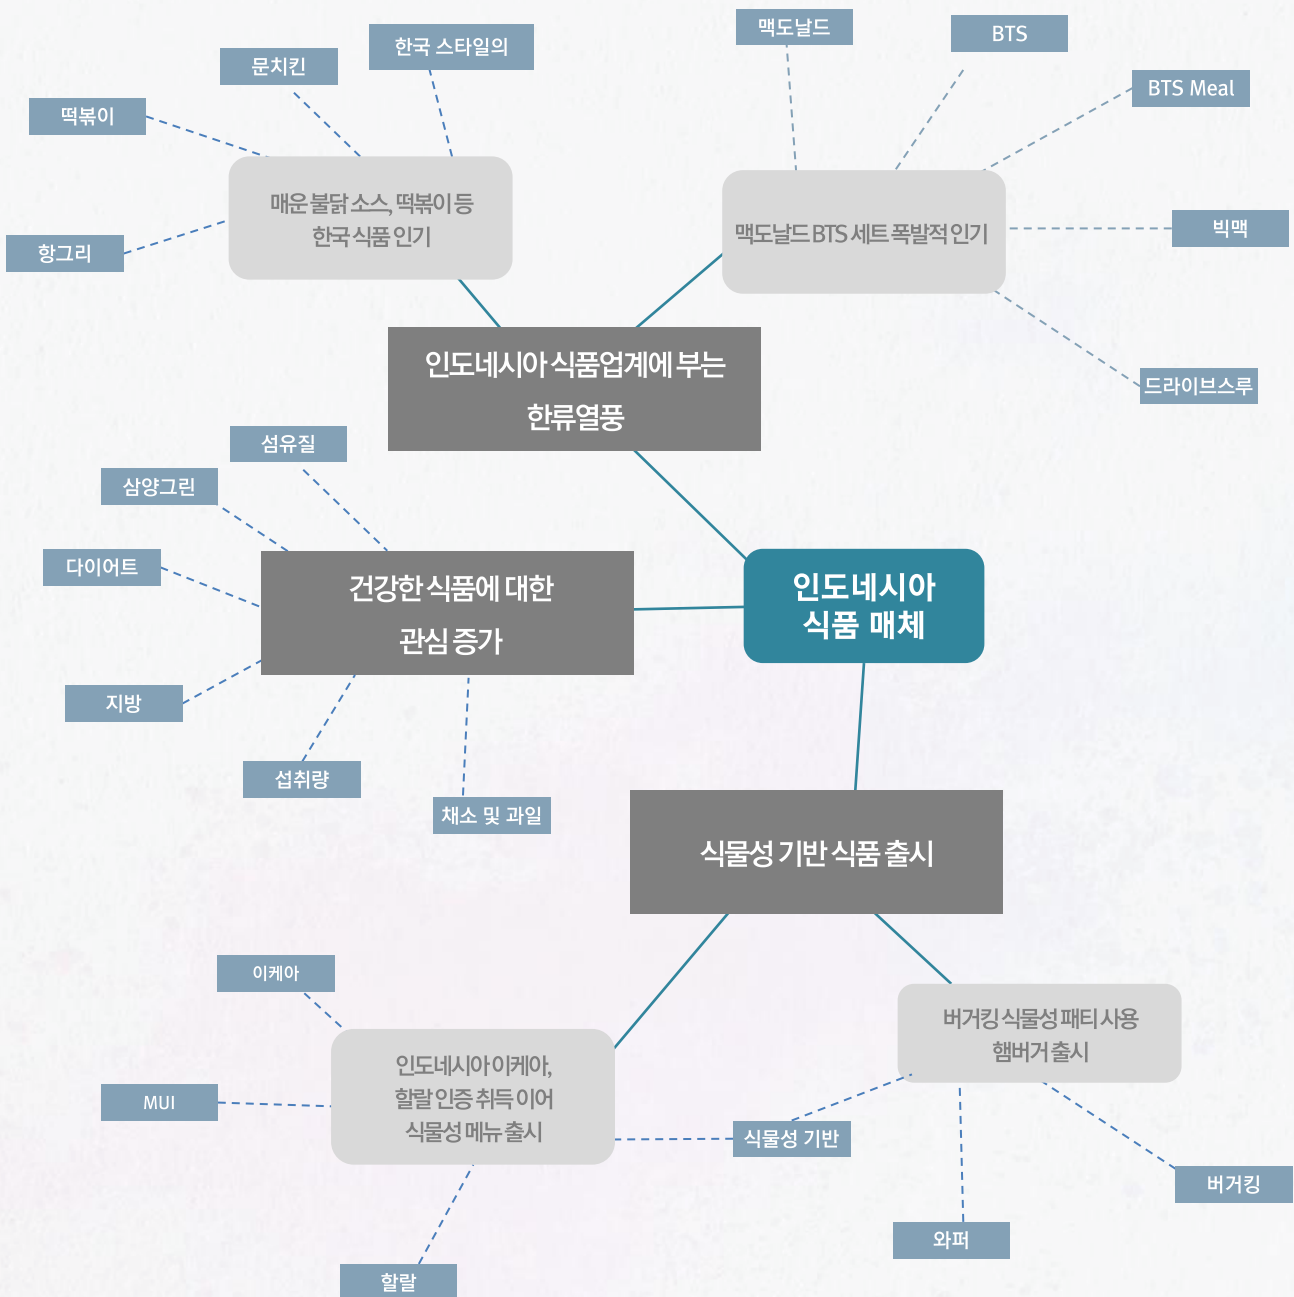 맥도날드
BTS
한국 스타일의
문치킨
BTS Meal
떡볶이
매운 불닭 소스, 떡볶이 등
한국 식품 인기
맥도날드 BTS 세트 폭발적 인기
빅맥
항그리
인도네시아 식품업계에 부는
한류열풍
드라이브스루
섬유질
삼양그린
다이어트
건강한 식품에 대한
관심 증가
인도네시아
식품 매체
지방
섭취량
채소 및 과일
식물성 기반 식품 출시
이케아
버거킹 식물성 패티 사용
햄버거 출시
인도네시아 이케아,
할랄 인증 취득 이어
식물성 메뉴 출시
MUI
식물성 기반
버거킹
와퍼
할랄